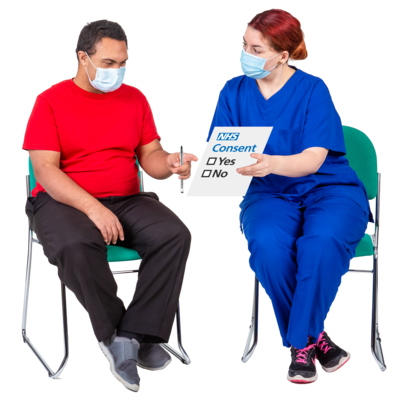 NHS
Consent
Yes
No